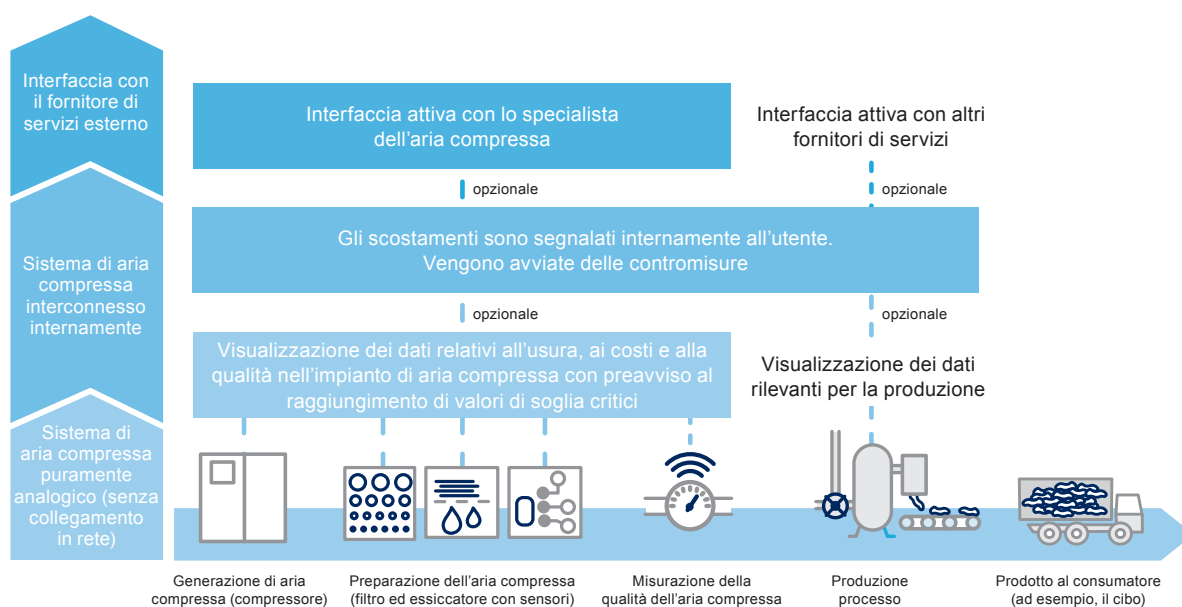 Interfaccia con
il fornitore di
servizi esterno
Interfaccia attiva con lo specialista
dell'aria compressa
Interfaccia attiva con altri
fornitori di servizi
opzionale
opzionale
Sistema di aria
compressa
interconnesso
internamente
Gli scostamenti sono segnalati internamente all'utente.
Vengono avviate delle contromisure
opzionale
opzionale
Visualizzazione dei dati relativi all'usura, ai costi e alla
qualità nell'impianto di aria compressa con preavviso al
raggiungimento di valori di soglia critici
Visualizzazione dei dati
rilevanti per la produzione
Sistema di
aria compressa
puramente
analogico (senza
collegamento
in rete)
Generazione di aria
compressa (compressore)
Preparazione dell'aria compressa
(filtro ed essiccatore con sensori)
Misurazione della
qualità dell'aria compressa
Produzione
processo
Prodotto al consumatore
(ad esempio, il cibo)